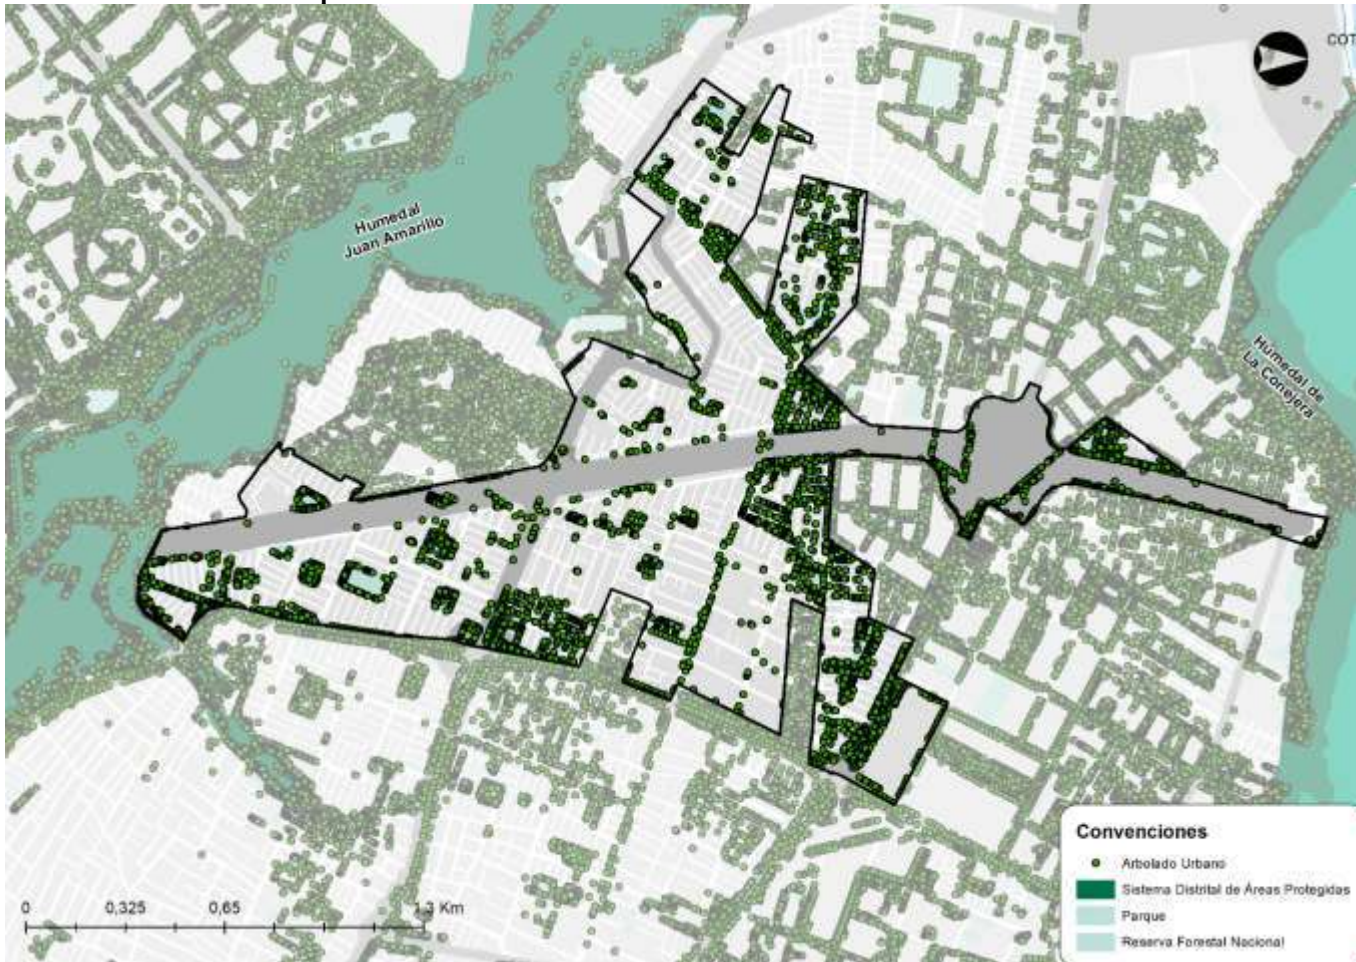 COT
Humedal
Juan Amarillo
Humedal de
La Conejera
Convenciones
Arbolado Urbano
Sistema Distrital de Áreas Protegidas
Parque
Reserva Forestal Nacional
0 0,325 0,65 1,3 Km